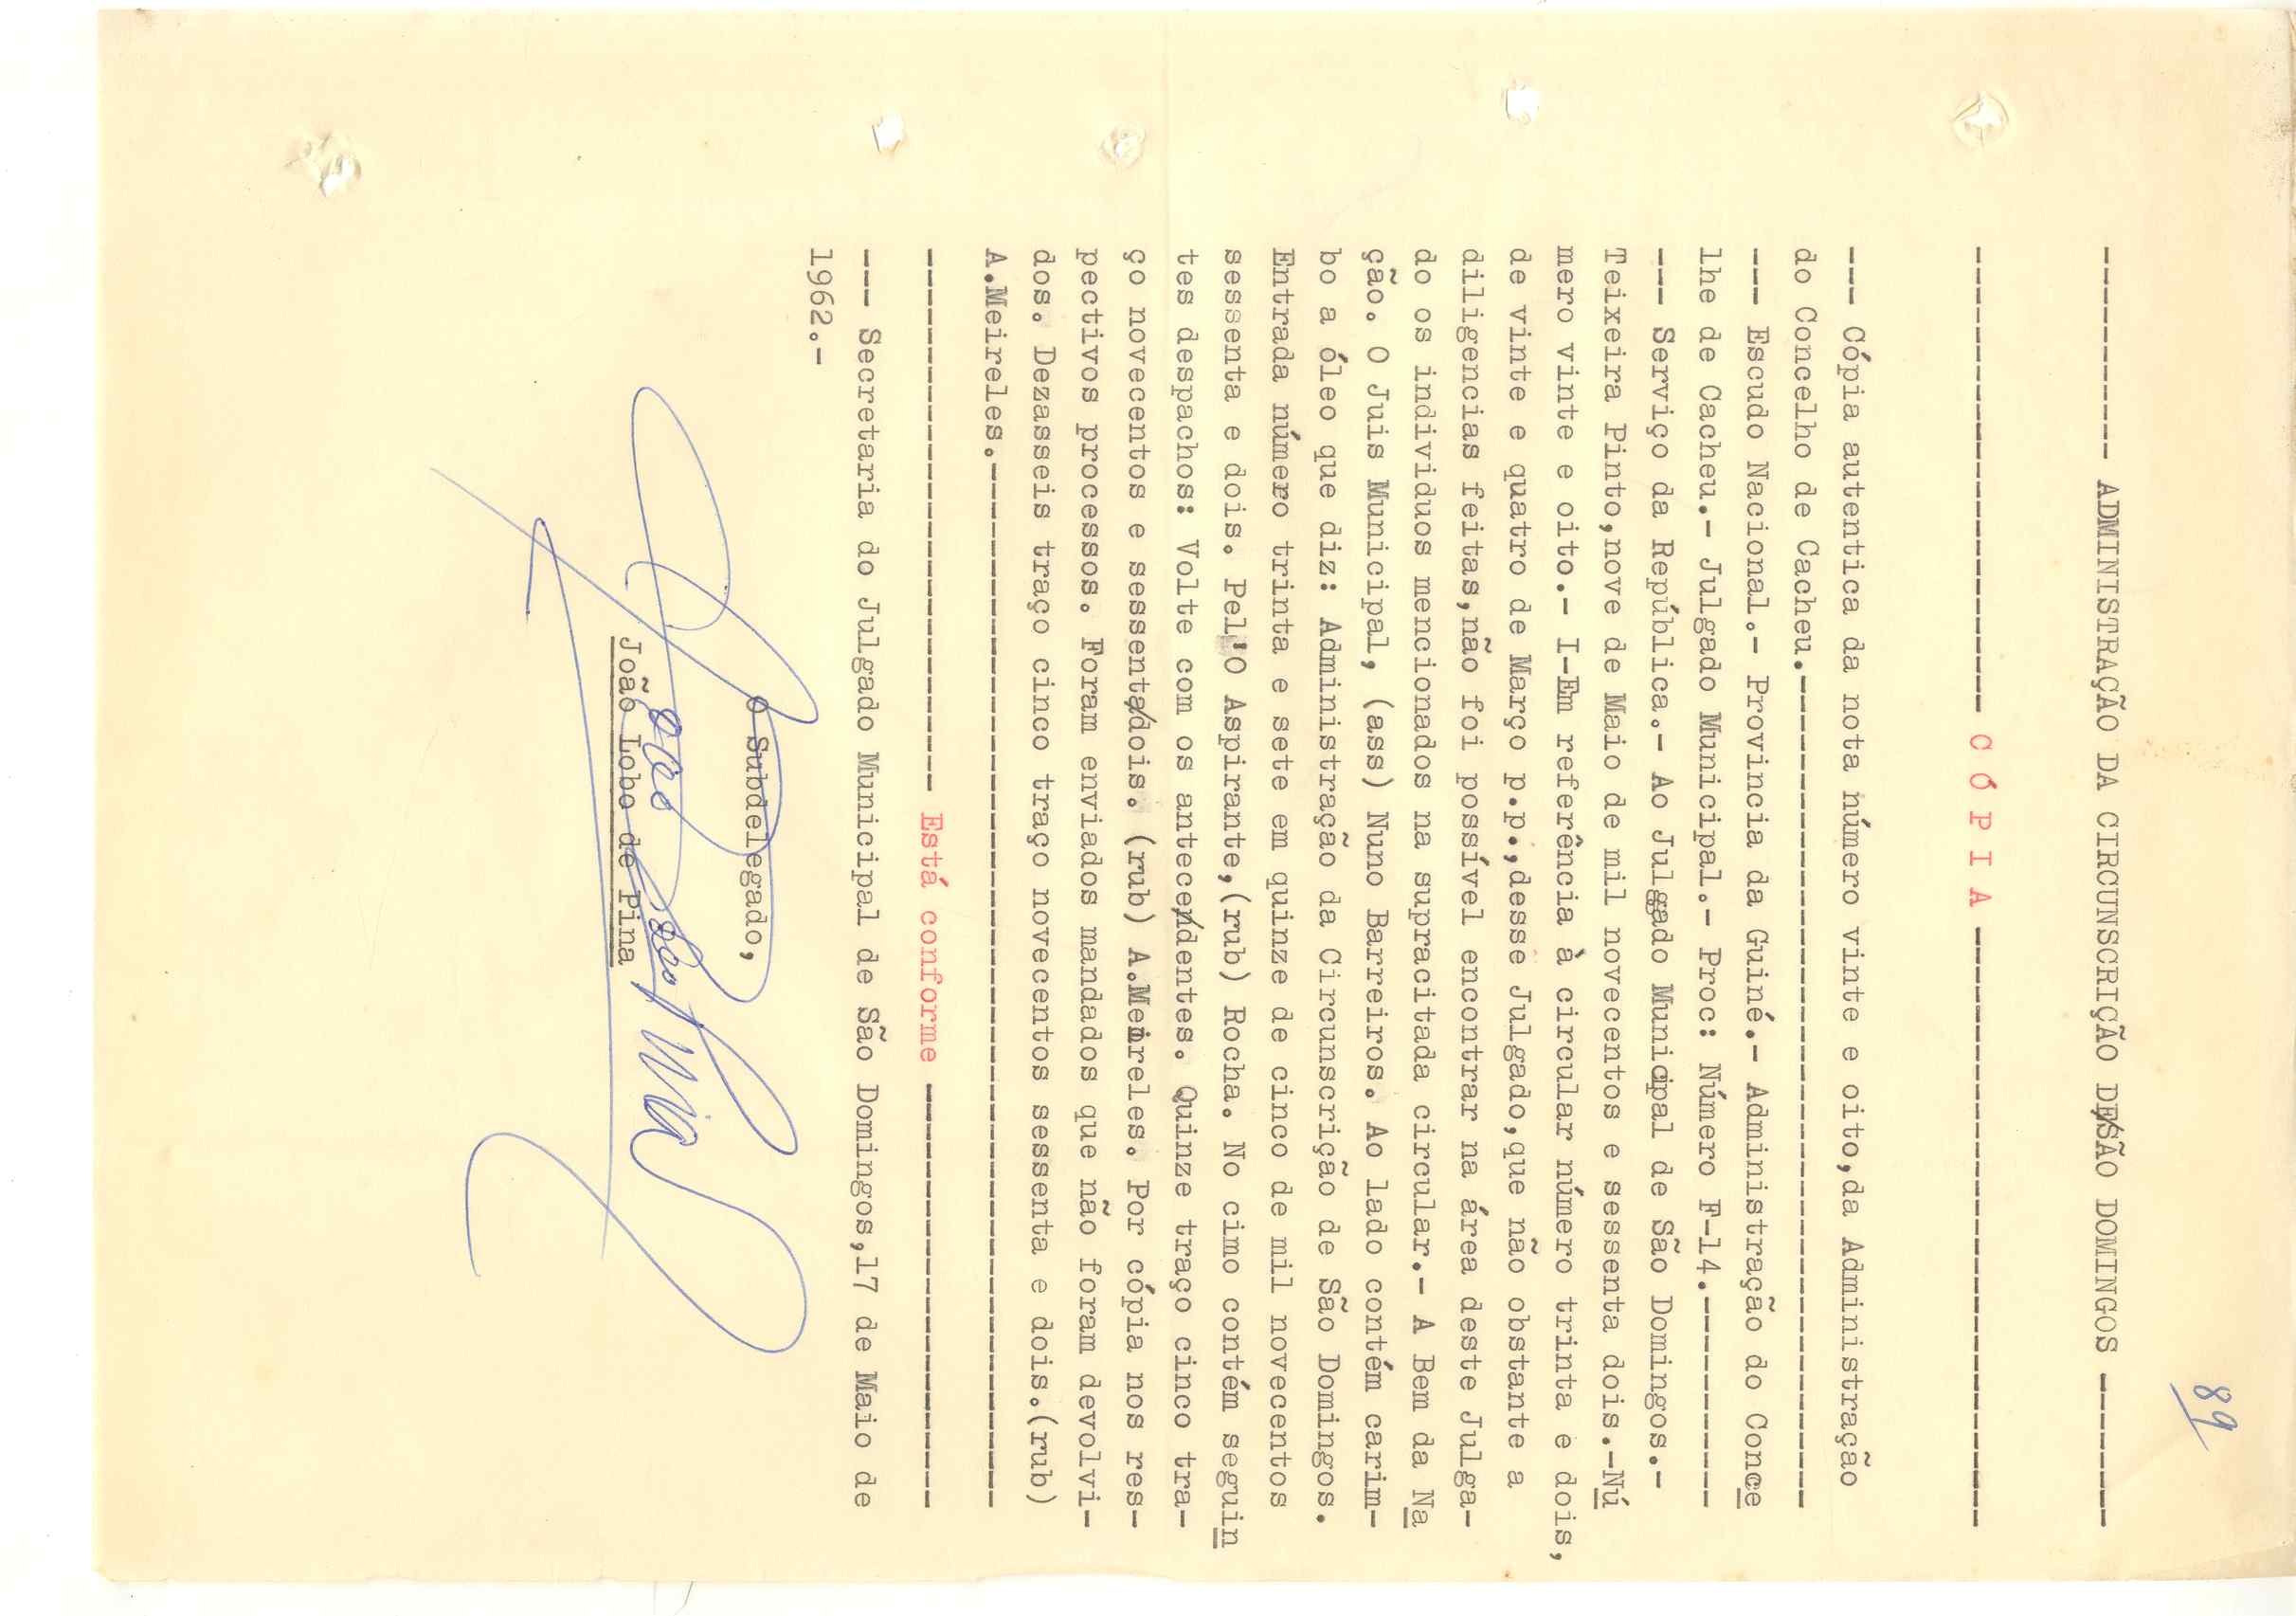 89
------------ ADMINISTRAÇÃO DA CIRCUNSCRIÇÃO DE/SÃO DOMINGOS ---------
-------------------------- C Ó P I A ----------------------------------
--- Cópia autentica da nota número vinte e oito,da Administração
do Concelho de Cacheu.-----------------------------------------------
--- Escudo Nacional.- Provincia da Guiné.- Administração do Conce
lhe de Cacheu.- Julgado Municipal.- Proc: Número F-14.------------
--- Serviço da República.- Ao Julgado Municipal de São Domingos.-
Teixeira Pinto,nove de Maio de mil novecentos e sessenta dois.-Nú
mero vinte e oito.- I-Em referência à circular número trinta e dois,
de vinte e quatro de Março p.p.,desse Julgado,que não obstante a
diligencias feitas,não foi possível encontrar na área deste Julga-
do os individuos mencionados na supracitada circular.- A Bem da Na
ção. O Juis Municipal, (ass) Nuno Barreiros. Ao lado contém carim-
bo a óleo que diz: Administração da Circunscrição de São Domingos.
Entrada número trinta e sete em quinze de cinco de mil novecentos
sessenta e dois. Pel'O Aspirante,(rub) Rocha. No cimo contém seguin
tes despachos: Volte com os antecen/dentes. Quinze traço cinco tra-
ço novecentos e sessenta/dois. (rub) A.Meireles. Por cópia nos res-
pectivos processos. Foram enviados mandados que não foram devolvi-
dos. Dezasseis traço cinco traço novecentos sessenta e dois.(rub)
A.Meireles.----------------------------------------------------------
------------------------------- Está conforme ------------------------
--- Secretaria do Julgado Municipal de São Domingos,17 de Maio de
1962.-
O Subdelegado,
João Lobo de Pina